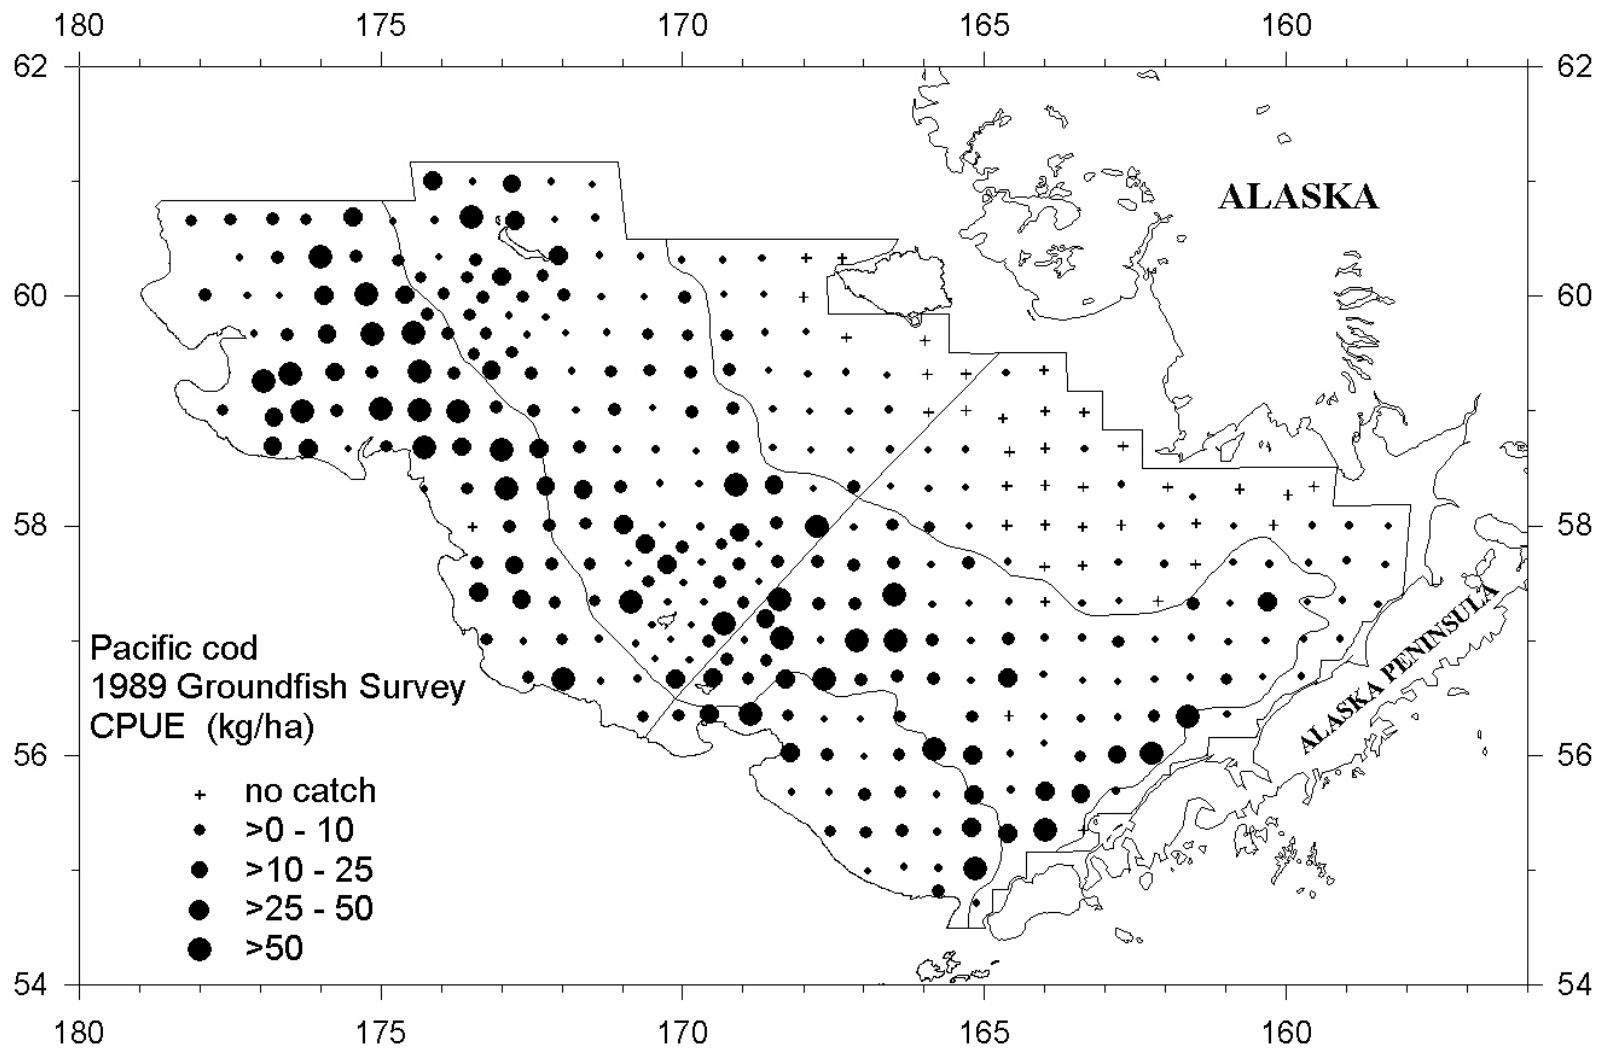 180 175 170 165 160
62 62
ALASKA
60 60
58 58
ALASKA PENINSULA
Pacific cod
1989 Groundfish Survey
CPUE (kg/ha)
56 56
no catch
>0 - 10
>10 - 25
>25 - 50
>50
54 54
180 175 170 165 160